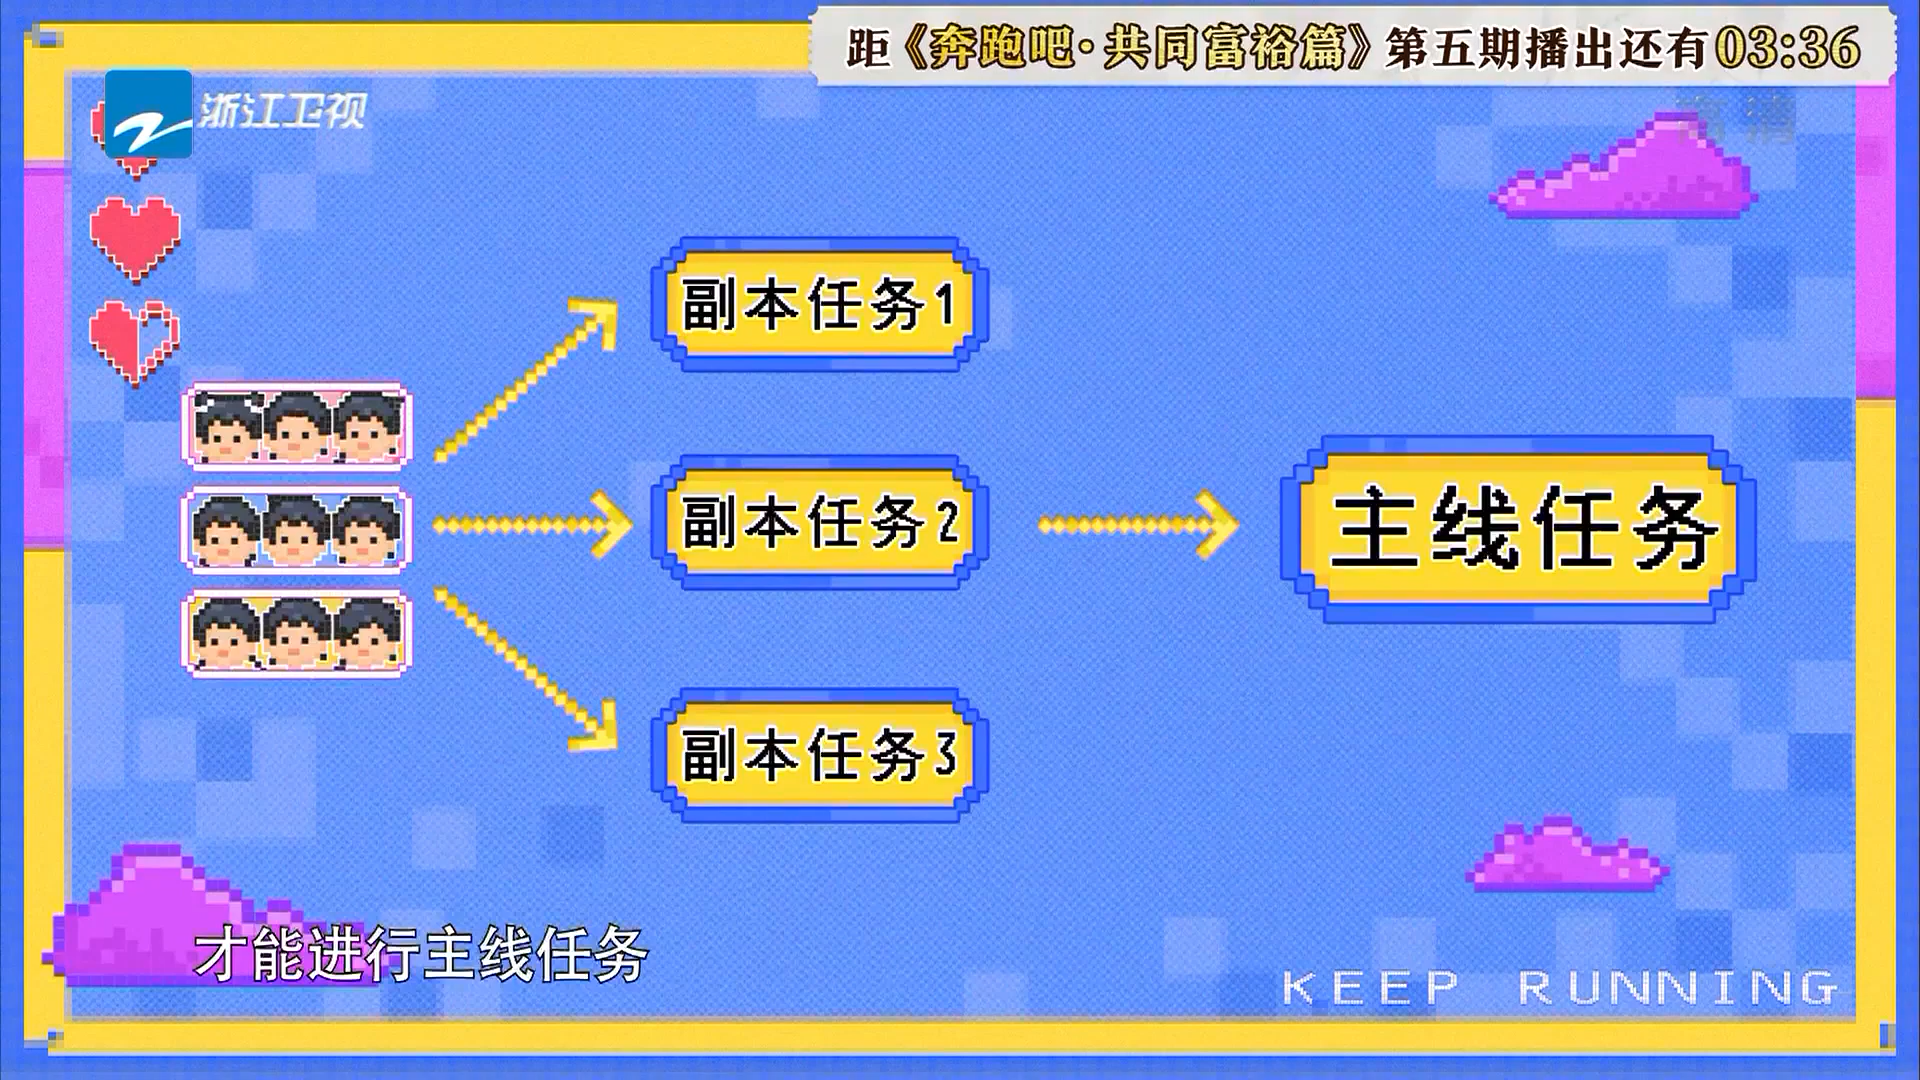 距《奔跑吧·共同富裕篇》第五期播出还有03:36
浙江卫视
高清
副本任务1
副本任务2
主线任务
副本任务3
才能进行主线任务
KEEP RUNNING